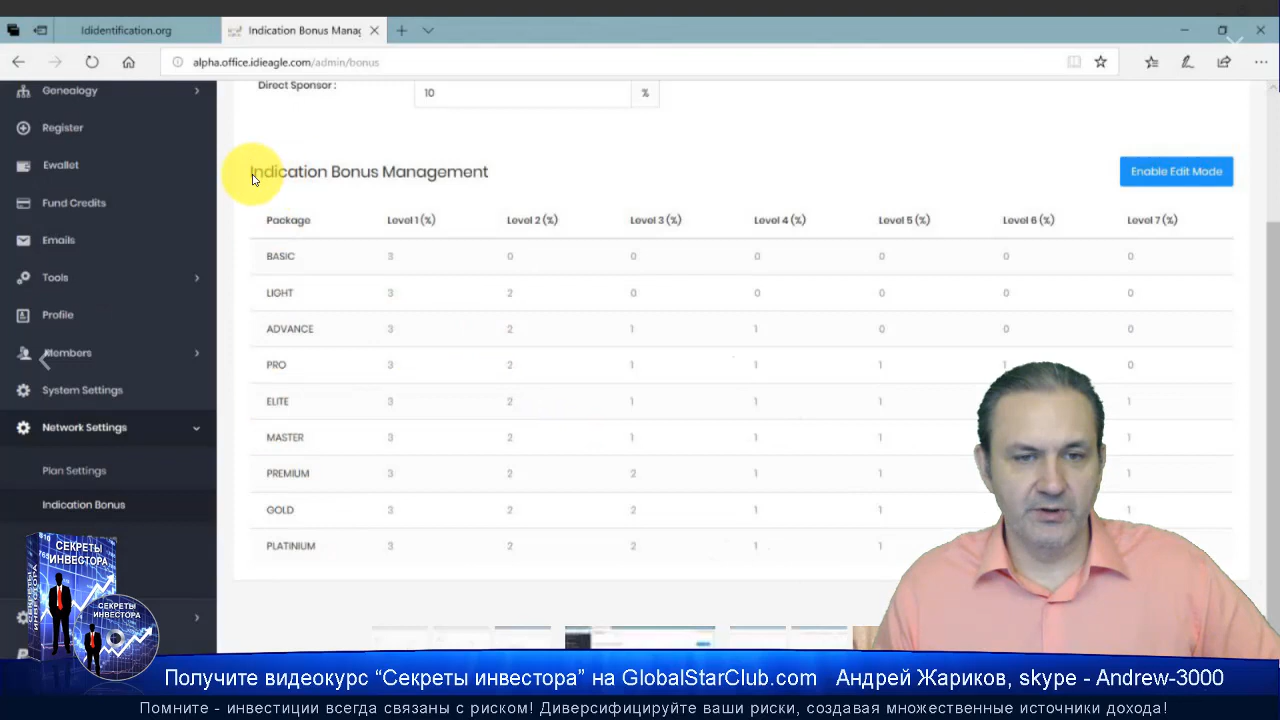 Ididentification.org
Indication Bonus Manag
alpha.office.idieagle.com/admin/bonus
Genealogy
Register
Ewallet
Fund Credits
Emails
Tools
Profile
Members
System Settings
Network Settings
Plan Settings
Indication Bonus
Direct Sponsor :
10
%
Indication Bonus Management
Enable Edit Mode
Package Level 1 (%) Level 2 (%) Level 3 (%) Level 4 (%) Level 5 (%) Level 6 (%) Level 7 (%)
BASIC 3 0 0 0 0 0 0
LIGHT 3 2 0 0 0 0 0
ADVANCE 3 2 1 1 0 0 0
PRO 3 2 1 1 1 1 0
ELITE 3 2 1 1 1 1
MASTER 3 2 1 1 1 1
PREMIUM 3 2 2 1 1 1
GOLD 3 2 2 1 1 1
PLATINIUM 3 2 2 1 1
СЕКРЕТЫ
ИНВЕСТОРА
СЕКРЕТЫ
ИНВЕСТОРА
Получите видеокурс “Секреты инвестора” на GlobalStarClub.com Андрей Жариков, skype - Andrew-3000
Помните - инвестиции всегда связаны с риском! Диверсифицируйте ваши риски, создавая множественные источники дохода!